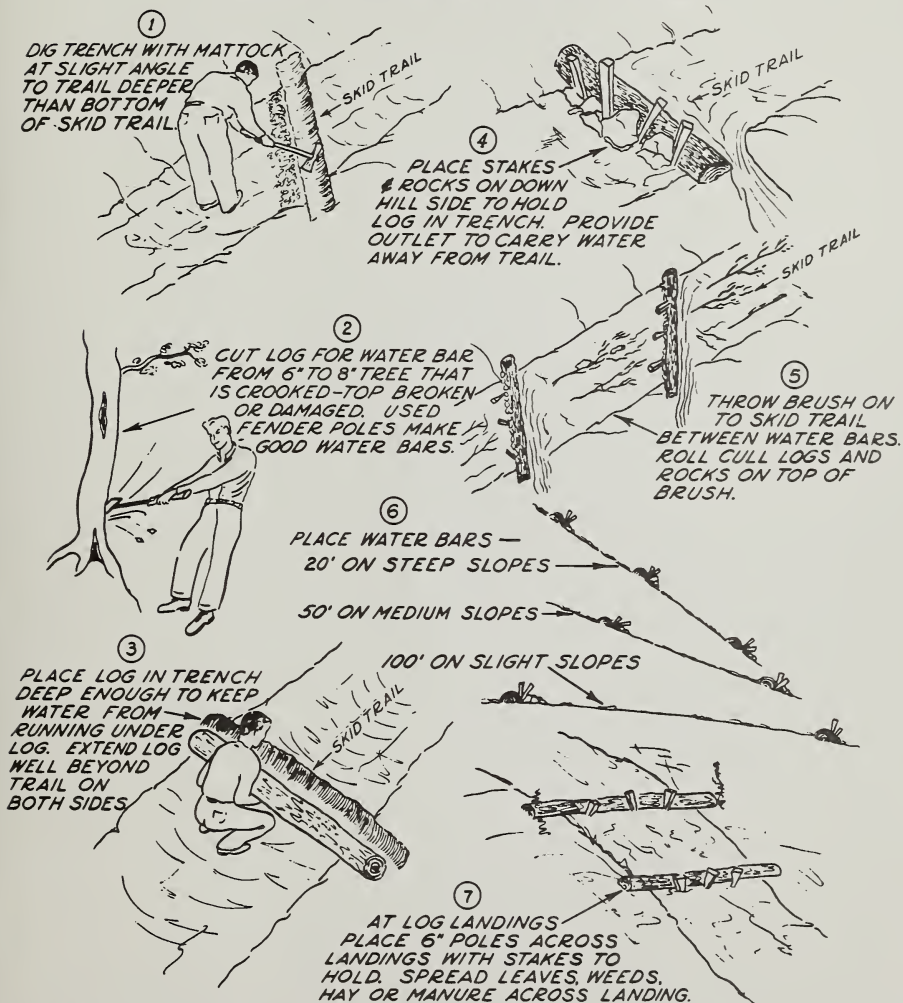 1
DIG TRENCH WITH MATTOCK
AT SLIGHT ANGLE
TO TRAIL DEEPER
THAN BOTTOM
OF SKID TRAIL.
SKID TRAIL
SKID TRAIL
4
PLACE STAKES
& ROCKS ON DOWN
HILL SIDE TO HOLD
LOG IN TRENCH. PROVIDE
OUTLET TO CARRY WATER
AWAY FROM TRAIL.
2
CUT LOG FOR WATER BAR
FROM 6" TO 8" TREE THAT
IS CROOKED-TOP BROKEN
OR DAMAGED. USED
FENDER POLES MAKE
GOOD WATER BARS.
SKID TRAIL
5
THROW BRUSH ON
TO SKID TRAIL
BETWEEN WATER BARS.
ROLL CULL LOGS AND
ROCKS ON TOP OF
BRUSH.
6
PLACE WATER BARS —
20' ON STEEP SLOPES
50' ON MEDIUM SLOPES
100' ON SLIGHT SLOPES
3
PLACE LOG IN TRENCH
DEEP ENOUGH TO KEEP
WATER FROM
RUNNING UNDER
LOG. EXTEND LOG
WELL BEYOND
TRAIL ON
BOTH SIDES
SKID TRAIL
7
AT LOG LANDINGS
PLACE 6" POLES ACROSS
LANDINGS WITH STAKES TO
HOLD. SPREAD LEAVES, WEEDS,
HAY OR MANURE ACROSS LANDING.